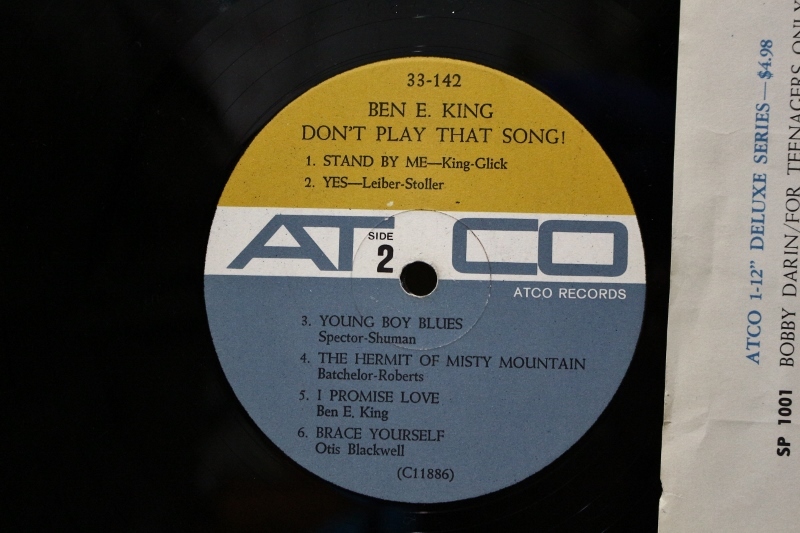 33-142
BEN E. KING
DON'T PLAY THAT SONG!
1. STAND BY ME—King-Glick
2. YES—Leiber-Stoller
ATCO
SIDE
2
ATCO RECORDS
3. YOUNG BOY BLUES
Spector-Shuman
4. THE HERMIT OF MISTY MOUNTAIN
Batchelor-Roberts
5. I PROMISE LOVE
Ben E. King
6. BRACE YOURSELF
Otis Blackwell
(C11886)
ATCO 1-12" DELUXE SERIES—$4.98
SP 1001 BOBBY DARIN/FOR TEENAGERS ONLY